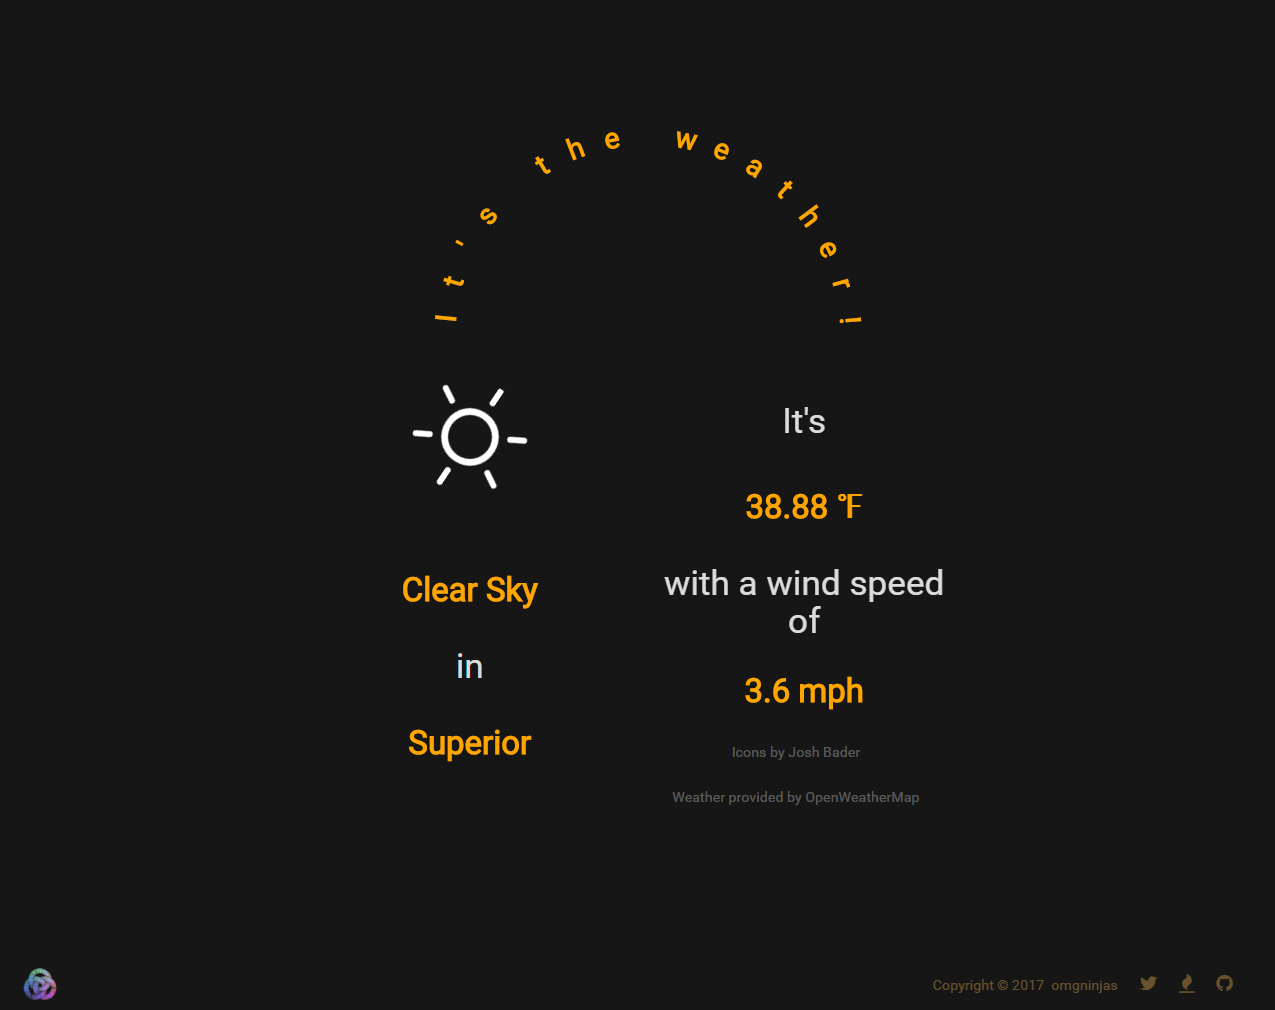 It's the weather!
Clear Sky
in
Superior
It's
38.88 °F
with a wind speed
of
3.6 mph
Icons by Josh Bader
Weather provided by OpenWeatherMap
Copyright © 2017 omgninjas